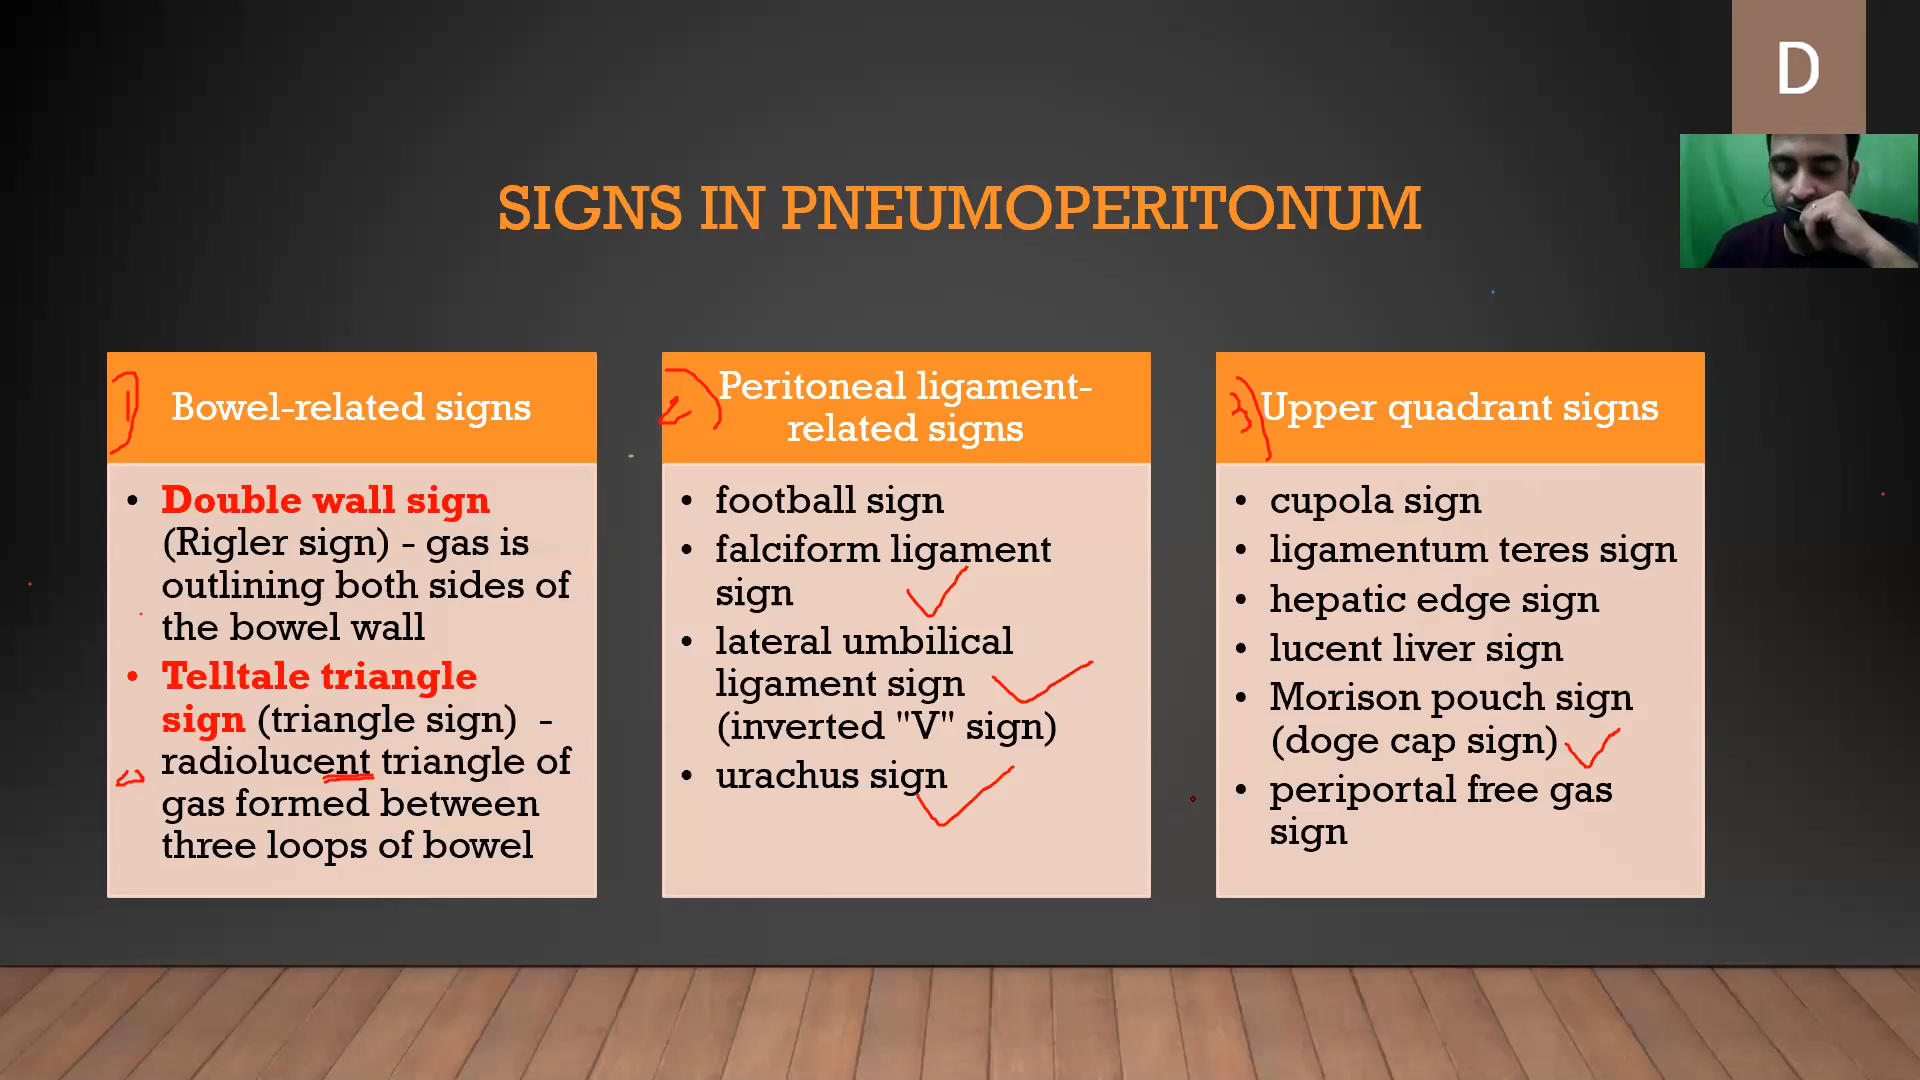 D
SIGNS IN PNEUMOPERITONUM
1)
Bowel-related signs
• Double wall sign
(Rigler sign) - gas is
outlining both sides of
the bowel wall
• Telltale triangle
sign (triangle sign) -
radiolucent triangle of
gas formed between
three loops of bowel
2)
Peritoneal ligament-
related signs
• football sign
• falciform ligament
sign
• lateral umbilical
ligament sign
(inverted "V" sign)
• urachus sign
3)
Upper quadrant signs
• cupola sign
• ligamentum teres sign
• hepatic edge sign
• lucent liver sign
• Morison pouch sign
(doge cap sign)
• periportal free gas
sign